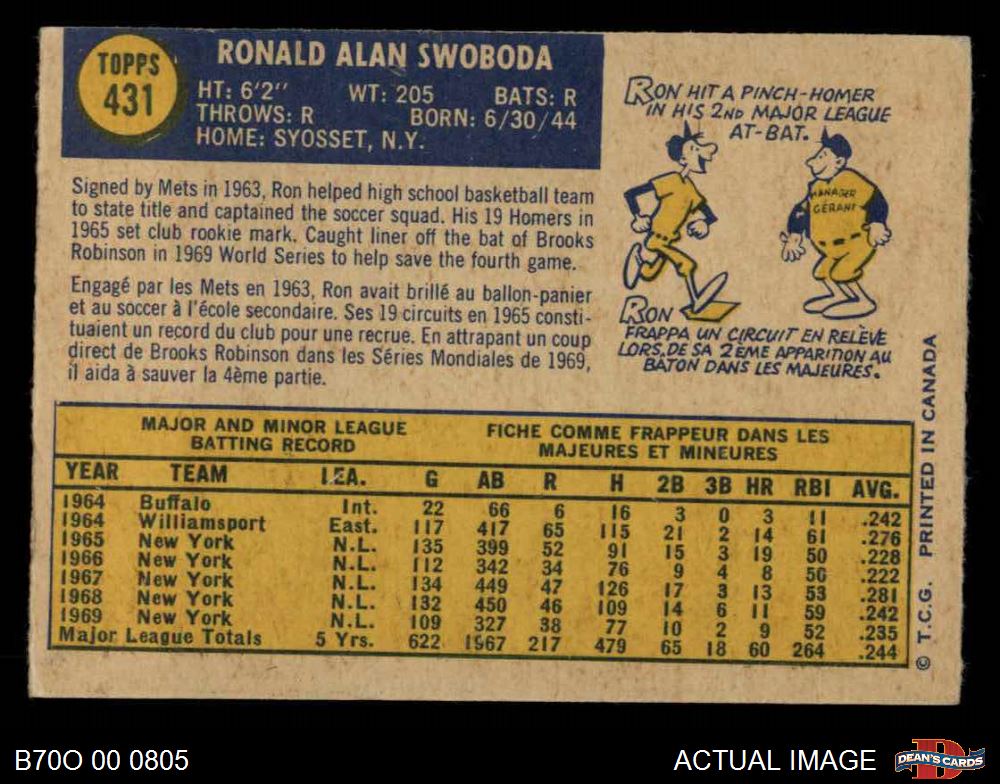 TOPPS
431
RONALD ALAN SWOBODA
HT: 6'2" WT: 205 BATS: R
THROWS: R BORN: 6/30/44
HOME: SYOSSET, N.Y.
Signed by Mets in 1963, Ron helped high school basketball team
to state title and captained the soccer squad. His 19 Homers in
1965 set club rookie mark. Caught liner off the bat of Brooks
Robinson in 1969 World Series to help save the fourth game.
Engagé par les Mets en 1963, Ron avait brillé au ballon-panier
et au soccer à l'école secondaire. Ses 19 circuits en 1965 consti-
tuaient un record du club pour une recrue. En attrapant un coup
direct de Brooks Robinson dans les Séries Mondiales de 1969,
il aida à sauver la 4ème partie.
RON HIT A PINCH-HOMER
IN HIS 2ND MAJOR LEAGUE
AT-BAT.
MANAGER
GÉRANT
RON
FRAPPA UN CIRCUIT EN RELÈVE
LORS DE SA 2ÈME APPARITION AU
BÂTON DANS LES MAJEURES.
MAJOR AND MINOR LEAGUE
BATTING RECORD
FICHE COMME FRAPPEUR DANS LES
MAJEURES ET MINEURES
YEAR TEAM LEA. G AB R H 2B 3B HR RBI AVG.
1964 Buffalo Int. 22 66 6 16 3 0 3 11 .242
1964 Williamsport East. 117 417 65 115 21 2 14 61 .276
1965 New York N.L. 135 399 52 91 15 3 19 50 .228
1966 New York N.L. 112 342 34 76 9 4 8 50 .222
1967 New York N.L. 134 449 47 126 17 3 13 53 .281
1968 New York N.L. 132 450 46 109 14 6 11 59 .242
1969 New York N.L. 109 327 38 77 10 2 9 52 .235
Major League Totals 5 Yrs. 622 1967 217 479 65 18 60 264 .244
© T.C.G. PRINTED IN CANADA
B70O 00 0805
ACTUAL IMAGE
DEAN'S CARDS